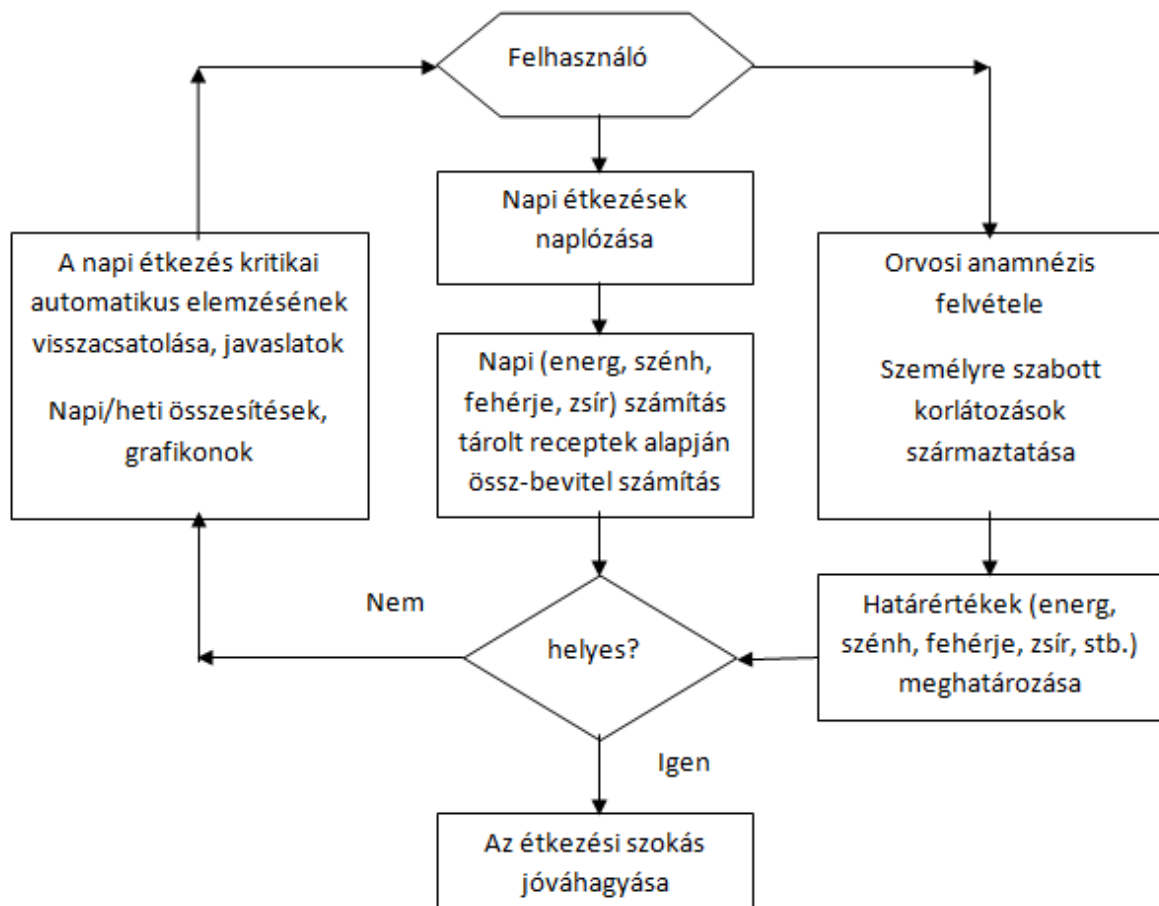 Felhasználó
Napi étkezések
naplózása
A napi étkezés kritikai
automatikus elemzésének
visszacsatolása, javaslatok
Napi/heti összesítések,
grafikonok
Napi (energ, szénh,
fehérje, zsír) számítás
tárolt receptek alapján
össz-bevitel számítás
Orvosi anamnézis
felvétele
Személyre szabott
korlátozások
származtatása
Nem
helyes?
Határértékek (energ,
szénh, fehérje, zsír, stb.)
meghatározása
Igen
Az étkezési szokás
jóváhagyása